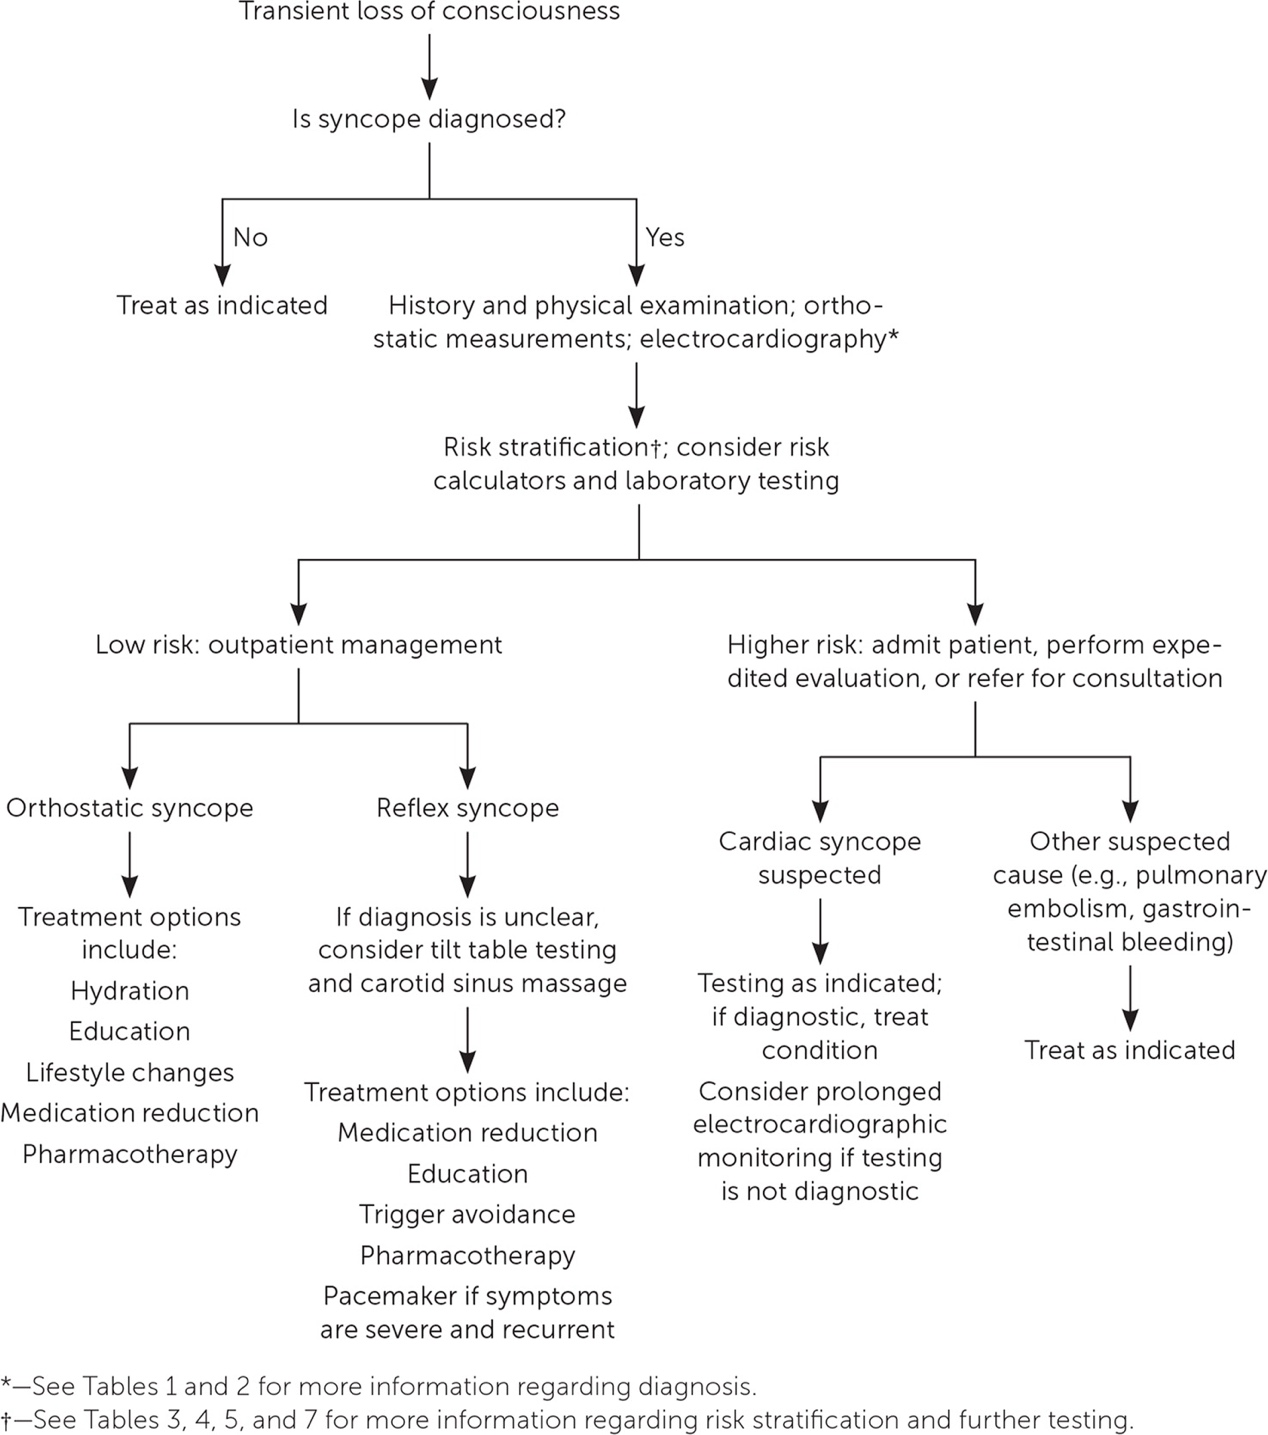 Transient loss of consciousness
Is syncope diagnosed?
No
Yes
Treat as indicated
History and physical examination; ortho-
static measurements; electrocardiography*
Risk stratification†; consider risk
calculators and laboratory testing
Low risk: outpatient management
Higher risk: admit patient, perform expe-
dited evaluation, or refer for consultation
Orthostatic syncope
Treatment options
include:
Hydration
Education
Lifestyle changes
Medication reduction
Pharmacotherapy
Reflex syncope
If diagnosis is unclear,
consider tilt table testing
and carotid sinus massage
Treatment options include:
Medication reduction
Education
Trigger avoidance
Pharmacotherapy
Pacemaker if symptoms
are severe and recurrent
Cardiac syncope
suspected
Testing as indicated;
if diagnostic, treat
condition
Consider prolonged
electrocardiographic
monitoring if testing
is not diagnostic
Other suspected
cause (e.g., pulmonary
embolism, gastroin-
testinal bleeding)
Treat as indicated
*—See Tables 1 and 2 for more information regarding diagnosis.
†—See Tables 3, 4, 5, and 7 for more information regarding risk stratification and further testing.